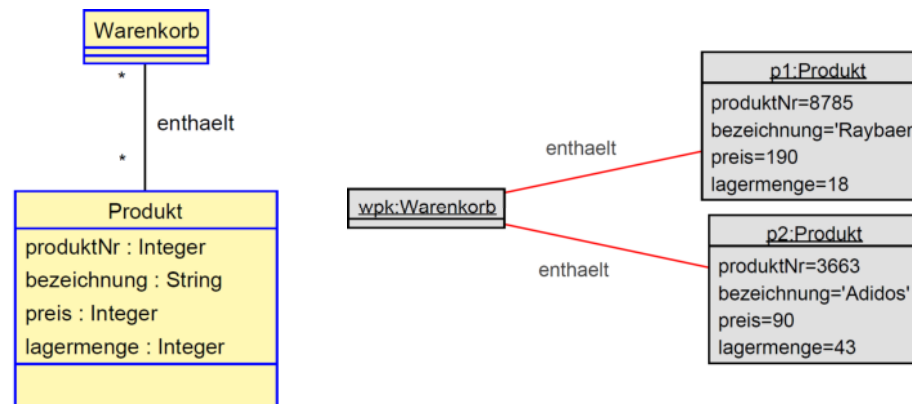 Warenkorb
*
enthaelt
*
Produkt
produktNr : Integer
bezeichnung : String
preis : Integer
lagermenge : Integer
wpk:Warenkorb
enthaelt
enthaelt
p1:Produkt
produktNr=8785
bezeichnung='Raybaer
preis=190
lagermenge=18
p2:Produkt
produktNr=3663
bezeichnung='Adidos'
preis=90
lagermenge=43